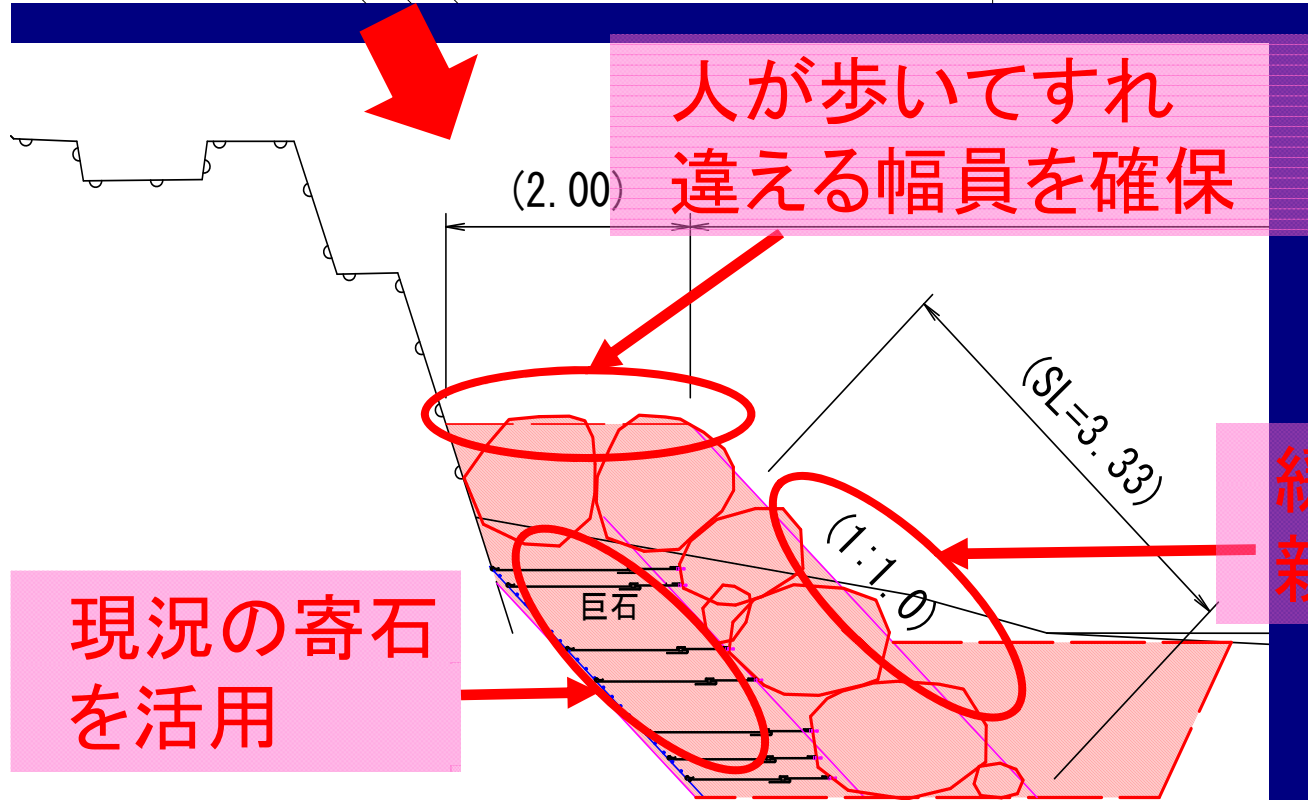 人が歩いてすれ
違える幅員を確保
(2.00)
(SL=3.33)
(1:1.0)
巨石
現況の寄石
を活用